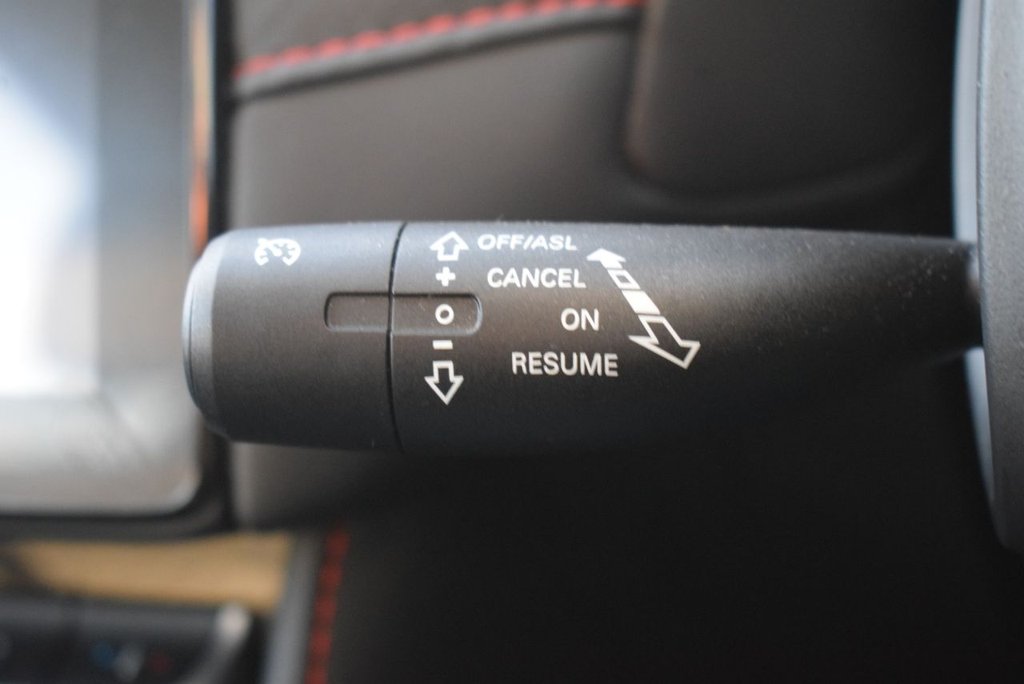 OFF/ASL
+ CANCEL
O ON
- RESUME